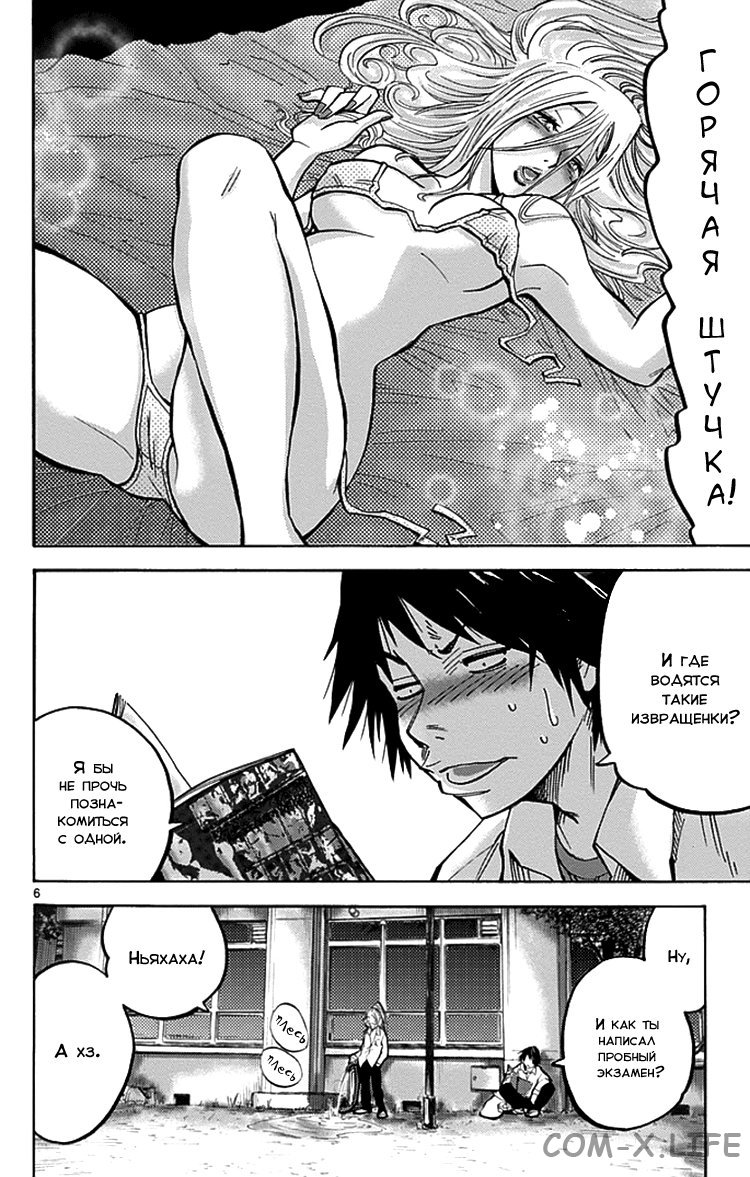 ГОРЯЧАЯ ШТУЧКА!
И ГДЕ
ВОДЯТСЯ
ТАКИЕ
ИЗВРАЩЕНКИ?
Я БЫ
НЕ ПРОЧЬ
ПОЗНА-
КОМИТЬСЯ
С ОДНОЙ.
6
НУ,
И КАК ТЫ
НАПИСАЛ
ПРОБНЫЙ
ЭКЗАМЕН?
НЬЯХАХА!
А ХЗ.
ПЛЕСЬ
ПЛЕСЬ
COM-X.LIFE